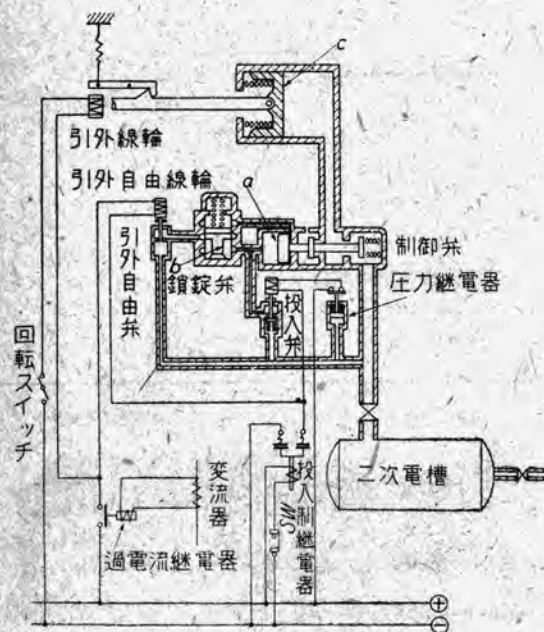 c
引外線輪
引外自由線輪
a
b
鎖錠弁
引外自由弁
制御弁
圧力継電器
投入弁
回転スイッチ
二次電槽
変流器
過電流継電器
SW
投入制継電器
⊕
⊖